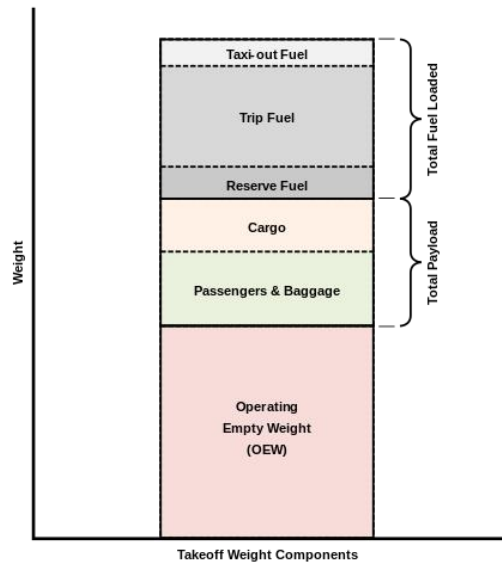 Taxi-out Fuel
Trip Fuel
Reserve Fuel
Cargo
Passengers & Baggage
Operating
Empty Weight
(OEW)
Total Fuel Loaded
Total Payload
Weight
Takeoff Weight Components